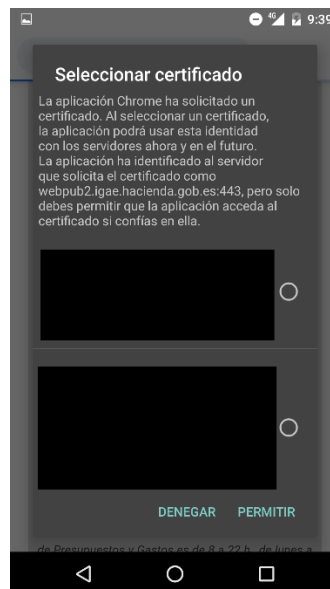 4G 9:39
Seleccionar certificado
La aplicación Chrome ha solicitado un
certificado. Al seleccionar un certificado,
la aplicación podrá usar esta identidad
con los servidores ahora y en el futuro.
La aplicación ha identificado al servidor
que solicita el certificado como
webpub2.igae.hacienda.gob.es:443, pero solo
debes permitir que la aplicación acceda al
certificado si confías en ella.
DENEGAR PERMITIR
de Presupuestos y Gastos es de 8 a 22 h., de lunes a